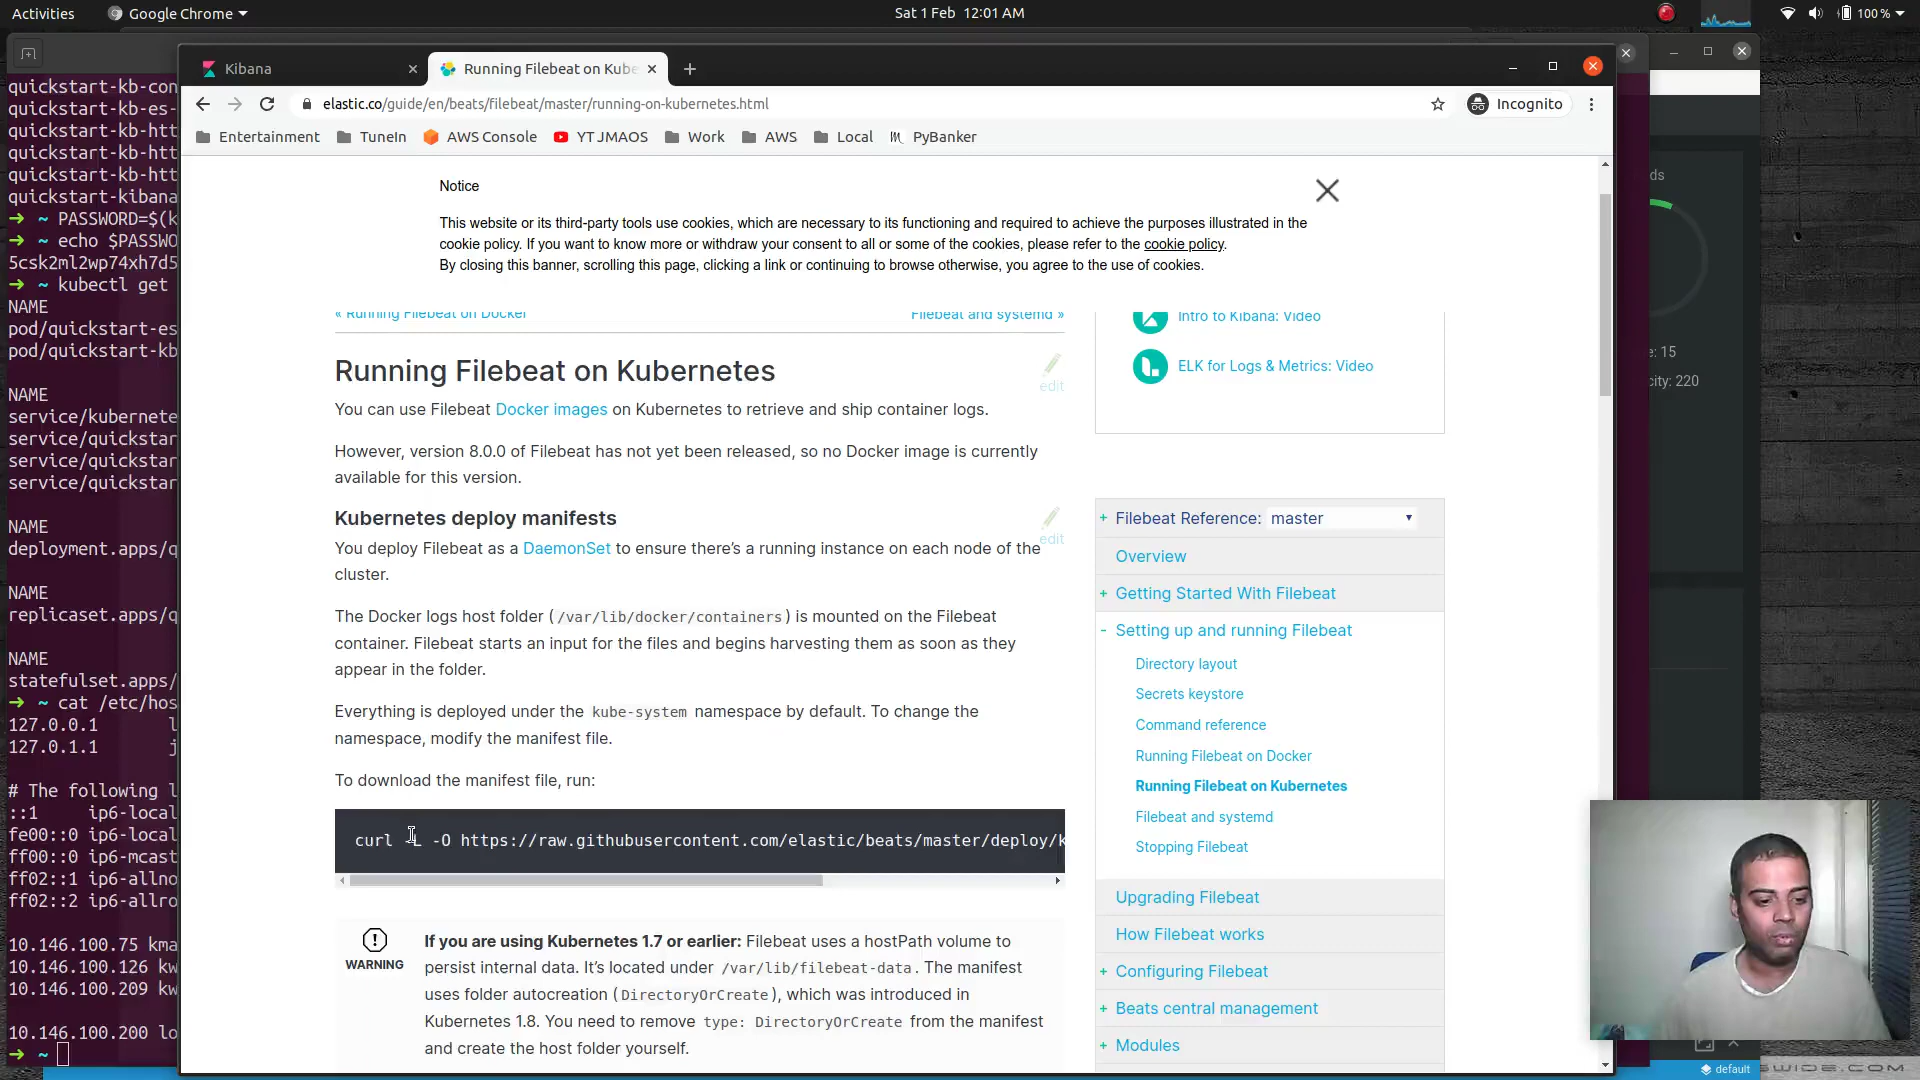 Activities
Google Chrome
Sat 1 Feb 12:01 AM
100 %
Kibana
Running Filebeat on Kube
elastic.co/guide/en/beats/filebeat/master/running-on-kubernetes.html
Incognito
Entertainment
TuneIn
AWS Console
YT JMAOS
Work
AWS
Local
PyBanker
quickstart-kb-con
quickstart-kb-es-
quickstart-kb-htt
quickstart-kb-htt
quickstart-kb-htt
quickstart-kibana
➜ ~ PASSWORD=$(k
➜ ~ echo $PASSWO
5csk2ml2wp74xh7d5
➜ ~ kubectl get
NAME
pod/quickstart-es
pod/quickstart-kb
NAME
service/kubernete
service/quickstar
service/quickstar
service/quickstar
NAME
deployment.apps/q
NAME
replicaset.apps/q
NAME
statefulset.apps/
➜ ~ cat /etc/hos
127.0.0.1 l
127.0.1.1 j
# The following l
::1 ip6-local
fe00::0 ip6-local
ff00::0 ip6-mcast
ff02::1 ip6-allno
ff02::2 ip6-allro
10.146.100.75 kma
10.146.100.126 kw
10.146.100.209 kw
10.146.100.200 lo
➜ ~
Notice
This website or its third-party tools use cookies, which are necessary to its functioning and required to achieve the purposes illustrated in the
cookie policy. If you want to know more or withdraw your consent to all or some of the cookies, please refer to the cookie policy.
By closing this banner, scrolling this page, clicking a link or continuing to browse otherwise, you agree to the use of cookies.
« Running Filebeat on Docker
Filebeat and systemd »
Running Filebeat on Kubernetes
edit
You can use Filebeat Docker images on Kubernetes to retrieve and ship container logs.
However, version 8.0.0 of Filebeat has not yet been released, so no Docker image is currently
available for this version.
Kubernetes deploy manifests
edit
You deploy Filebeat as a DaemonSet to ensure there's a running instance on each node of the
cluster.
The Docker logs host folder (/var/lib/docker/containers) is mounted on the Filebeat
container. Filebeat starts an input for the files and begins harvesting them as soon as they
appear in the folder.
Everything is deployed under the kube-system namespace by default. To change the
namespace, modify the manifest file.
To download the manifest file, run:
curl -L -O https://raw.githubusercontent.com/elastic/beats/master/deploy/k
WARNING
If you are using Kubernetes 1.7 or earlier: Filebeat uses a hostPath volume to
persist internal data. It's located under /var/lib/filebeat-data. The manifest
uses folder autocreation (DirectoryOrCreate), which was introduced in
Kubernetes 1.8. You need to remove type: DirectoryOrCreate from the manifest
and create the host folder yourself.
Intro to Kibana: Video
ELK for Logs & Metrics: Video
+ Filebeat Reference: master
Overview
+ Getting Started With Filebeat
- Setting up and running Filebeat
Directory layout
Secrets keystore
Command reference
Running Filebeat on Docker
Running Filebeat on Kubernetes
Filebeat and systemd
Stopping Filebeat
Upgrading Filebeat
How Filebeat works
+ Configuring Filebeat
+ Beats central management
+ Modules
ds
e: 15
city: 220
default
SWIDE.COM